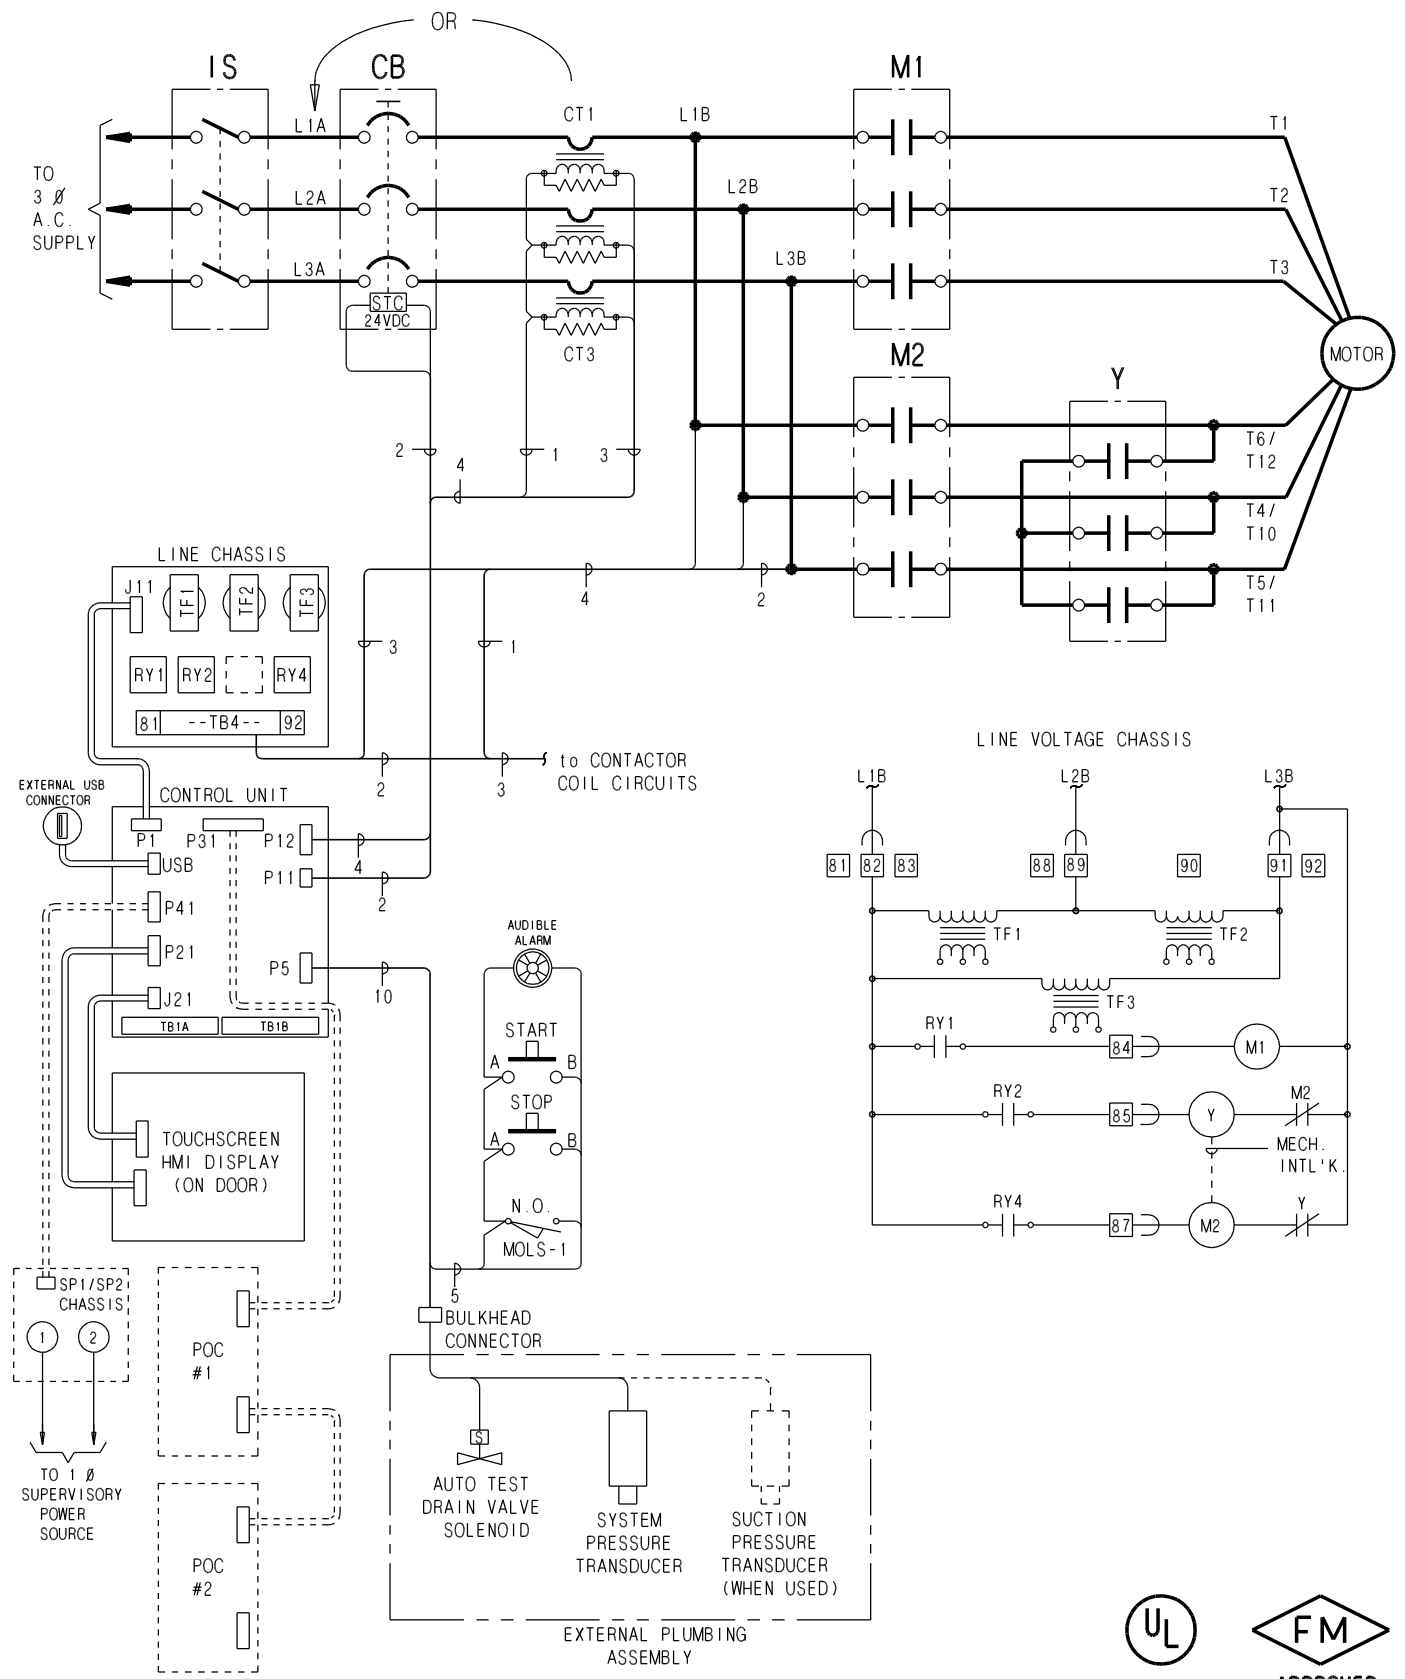 OR
IS
CB
M1
CT1
L1B
T1
L1A
TO
3 Ø
A.C.
SUPPLY
L2A
L2B
T2
L3A
L3B
T3
STC
24VDC
CT3
M2
MOTOR
Y
2
4
1
3
T6/
T12
T4/
T10
T5/
T11
LINE CHASSIS
J11
TF1
TF2
TF3
4
2
3
1
RY1
RY2
RY4
81
--TB4--
92
to CONTACTOR
COIL CIRCUITS
2
3
LINE VOLTAGE CHASSIS
L1B
L2B
L3B
EXTERNAL USB
CONNECTOR
CONTROL UNIT
P1
P31
P12
4
USB
P11
2
P41
P21
P5
10
J21
TB1A
TB1B
81
82
83
88
89
90
91
92
TF1
TF2
TF3
RY1
84
M1
RY2
85
Y
M2
MECH.
INTL'K.
RY4
87
M2
Y
AUDIBLE
ALARM
START
A
B
STOP
A
B
N.O.
MOLS-1
5
TOUCHSCREEN
HMI DISPLAY
(ON DOOR)
SP1/SP2
CHASSIS
1
2
TO 1 Ø
SUPERVISORY
POWER
SOURCE
POC
#1
POC
#2
BULKHEAD
CONNECTOR
S
AUTO TEST
DRAIN VALVE
SOLENOID
SYSTEM
PRESSURE
TRANSDUCER
SUCTION
PRESSURE
TRANSDUCER
(WHEN USED)
EXTERNAL PLUMBING
ASSEMBLY
UL
FM
APPROVED